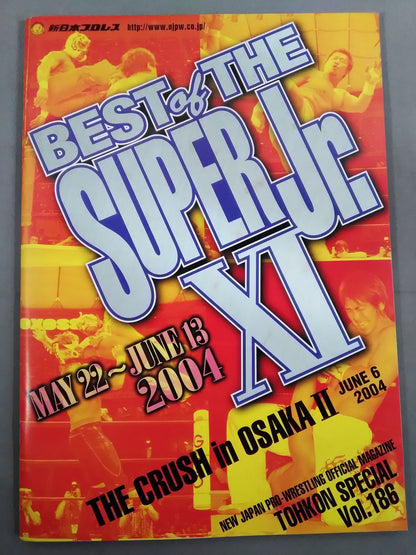 新日本プロレス http://www.njpw.co.jp/
BEST of THE
SUPER Jr.
XI
MAY 22～JUNE 13
2004
THE CRUSH in OSAKA II
JUNE 6
2004
NEW JAPAN PRO-WRESTLING OFFICIAL MAGAZINE
TOHKON SPECIAL
Vol.186